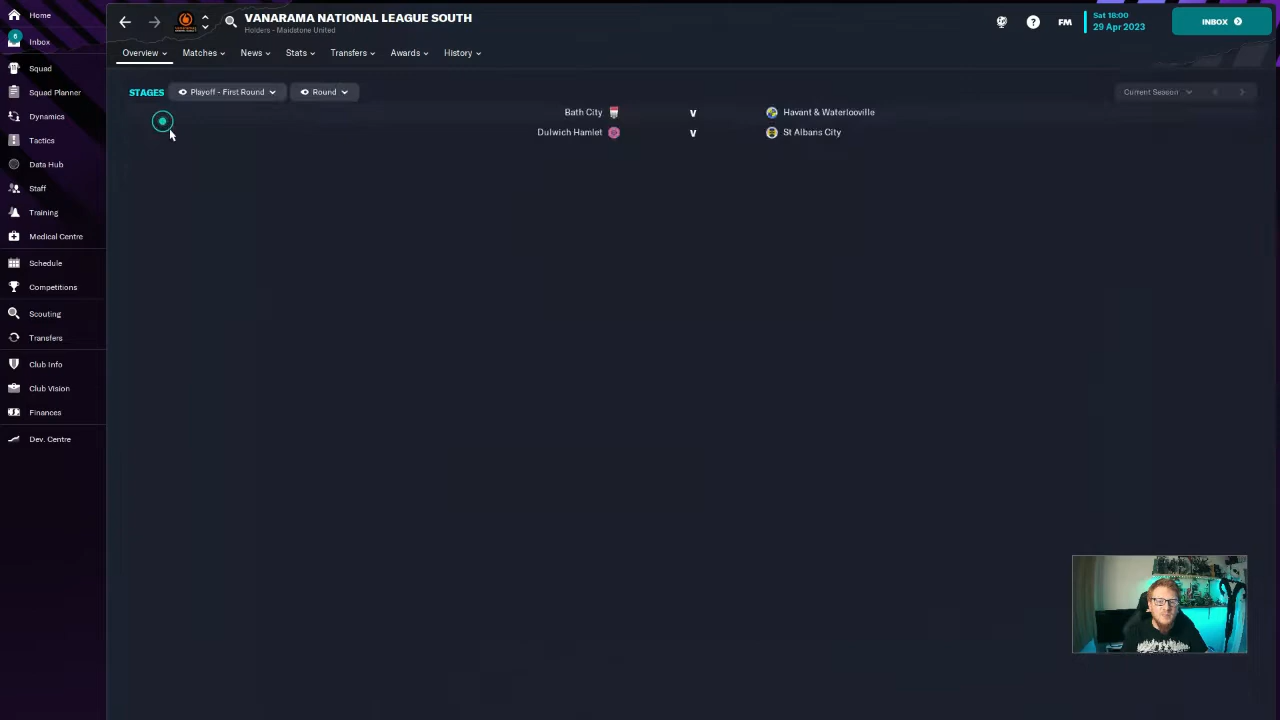 Home
6
Inbox
Squad
Squad Planner
Dynamics
Tactics
Data Hub
Staff
Training
Medical Centre
Schedule
Competitions
Scouting
Transfers
Club Info
Club Vision
Finances
Dev. Centre
VANARAMA NATIONAL LEAGUE SOUTH
Holders - Maidstone United
? FM Sat 18:00
29 Apr 2023
INBOX
Overview Matches News Stats Transfers Awards History
STAGES Playoff - First Round Round Current Season
Bath City v Havant & Waterlooville
Dulwich Hamlet v St Albans City